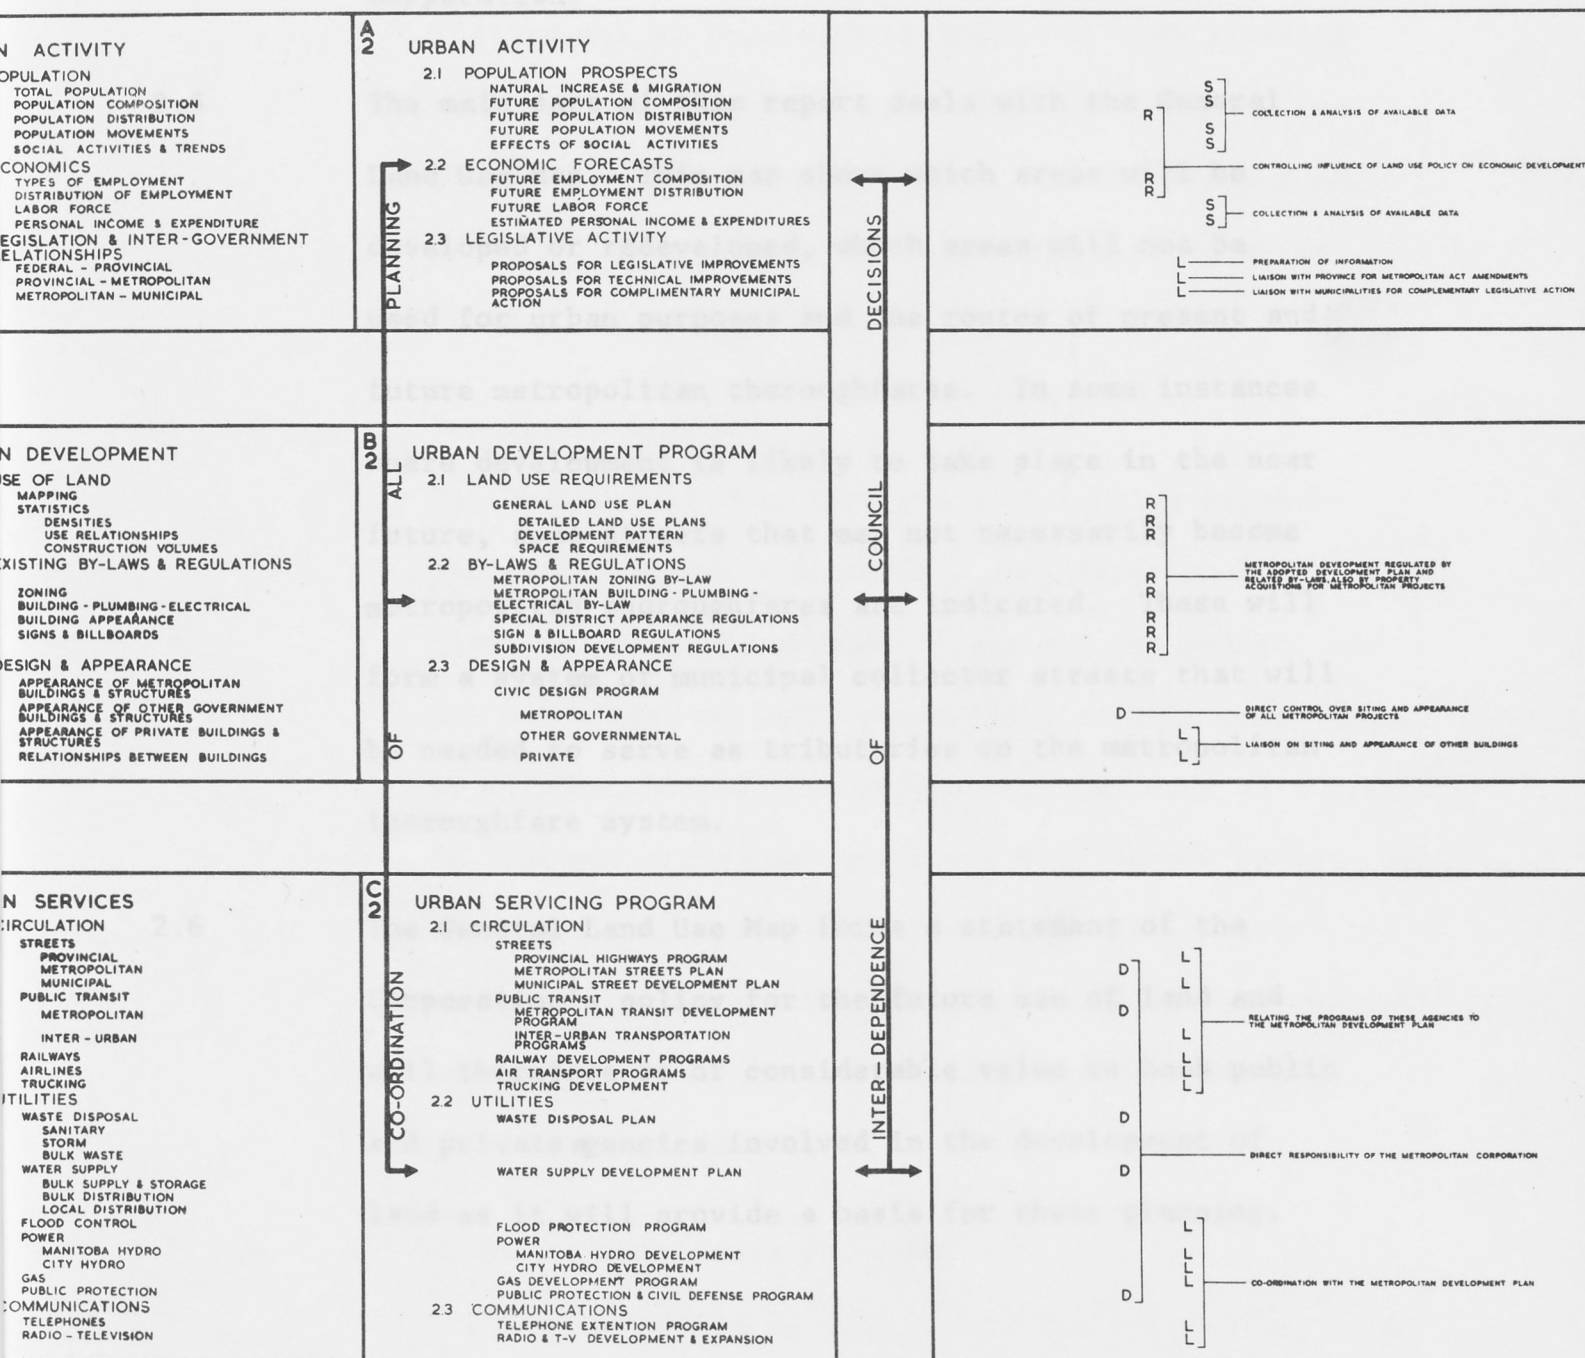 N ACTIVITY
OPULATION
TOTAL POPULATION
POPULATION COMPOSITION
POPULATION DISTRIBUTION
POPULATION MOVEMENTS
SOCIAL ACTIVITIES & TRENDS
CONOMICS
TYPES OF EMPLOYMENT
DISTRIBUTION OF EMPLOYMENT
LABOR FORCE
PERSONAL INCOME & EXPENDITURE
EGISLATION & INTER-GOVERNMENT
ELATIONSHIPS
FEDERAL - PROVINCIAL
PROVINCIAL - METROPOLITAN
METROPOLITAN - MUNICIPAL
A
2
URBAN ACTIVITY
2.1 POPULATION PROSPECTS
NATURAL INCREASE & MIGRATION
FUTURE POPULATION COMPOSITION
FUTURE POPULATION DISTRIBUTION
FUTURE POPULATION MOVEMENTS
EFFECTS OF SOCIAL ACTIVITIES
2.2 ECONOMIC FORECASTS
FUTURE EMPLOYMENT COMPOSITION
FUTURE EMPLOYMENT DISTRIBUTION
FUTURE LABOR FORCE
ESTIMATED PERSONAL INCOME & EXPENDITURES
2.3 LEGISLATIVE ACTIVITY
PROPOSALS FOR LEGISLATIVE IMPROVEMENTS
PROPOSALS FOR TECHNICAL IMPROVEMENTS
PROPOSALS FOR COMPLIMENTARY MUNICIPAL
ACTION
S
S
R
S
S
COLLECTION & ANALYSIS OF AVAILABLE DATA
CONTROLLING INFLUENCE OF LAND USE POLICY ON ECONOMIC DEVELOPMENT
R
R
S
S
COLLECTION & ANALYSIS OF AVAILABLE DATA
L PREPARATION OF INFORMATION
L LIAISON WITH PROVINCE FOR METROPOLITAN ACT AMENDMENTS
L LIAISON WITH MUNICIPALITIES FOR COMPLEMENTARY LEGISLATIVE ACTION
N DEVELOPMENT
SE OF LAND
MAPPING
STATISTICS
DENSITIES
USE RELATIONSHIPS
CONSTRUCTION VOLUMES
EXISTING BY-LAWS & REGULATIONS
ZONING
BUILDING - PLUMBING - ELECTRICAL
BUILDING APPEARANCE
SIGNS & BILLBOARDS
DESIGN & APPEARANCE
APPEARANCE OF METROPOLITAN
BUILDINGS & STRUCTURES
APPEARANCE OF OTHER GOVERNMENT
BUILDINGS & STRUCTURES
APPEARANCE OF PRIVATE BUILDINGS &
STRUCTURES
RELATIONSHIPS BETWEEN BUILDINGS
B
2
URBAN DEVELOPMENT PROGRAM
2.1 LAND USE REQUIREMENTS
GENERAL LAND USE PLAN
DETAILED LAND USE PLANS
DEVELOPMENT PATTERN
SPACE REQUIREMENTS
2.2 BY-LAWS & REGULATIONS
METROPOLITAN ZONING BY-LAW
METROPOLITAN BUILDING - PLUMBING -
ELECTRICAL BY-LAW
SPECIAL DISTRICT APPEARANCE REGULATIONS
SIGN & BILLBOARD REGULATIONS
SUBDIVISION DEVELOPMENT REGULATIONS
2.3 DESIGN & APPEARANCE
CIVIC DESIGN PROGRAM
METROPOLITAN
OTHER GOVERNMENTAL
PRIVATE
R
R
R
R
R
R
R
R
METROPOLITAN DEVEOPMENT REGULATED BY
THE ADOPTED DEVELOPMENT PLAN AND
RELATED BY-LAWS, ALSO BY PROPERTY
ACQUISTIONS FOR METROPOLITAN PROJECTS
D DIRECT CONTROL OVER SITING AND APPEARANCE
OF ALL METROPOLITAN PROJECTS
L
L
LIAISON ON SITING AND APPEARANCE OF OTHER BUILDINGS
N SERVICES
CIRCULATION
STREETS
PROVINCIAL
METROPOLITAN
MUNICIPAL
PUBLIC TRANSIT
METROPOLITAN
INTER - URBAN
RAILWAYS
AIRLINES
TRUCKING
UTILITIES
WASTE DISPOSAL
SANITARY
STORM
BULK WASTE
WATER SUPPLY
BULK SUPPLY & STORAGE
BULK DISTRIBUTION
LOCAL DISTRIBUTION
FLOOD CONTROL
POWER
MANITOBA HYDRO
CITY HYDRO
GAS
PUBLIC PROTECTION
COMMUNICATIONS
TELEPHONES
RADIO - TELEVISION
C
2
URBAN SERVICING PROGRAM
2.1 CIRCULATION
STREETS
PROVINCIAL HIGHWAYS PROGRAM
METROPOLITAN STREETS PLAN
MUNICIPAL STREET DEVELOPMENT PLAN
PUBLIC TRANSIT
METROPOLITAN TRANSIT DEVELOPMENT
PROGRAM
INTER-URBAN TRANSPORTATION
PROGRAMS
RAILWAY DEVELOPMENT PROGRAMS
AIR TRANSPORT PROGRAMS
TRUCKING DEVELOPMENT
2.2 UTILITIES
WASTE DISPOSAL PLAN
WATER SUPPLY DEVELOPMENT PLAN
FLOOD PROTECTION PROGRAM
POWER
MANITOBA HYDRO DEVELOPMENT
CITY HYDRO DEVELOPMENT
GAS DEVELOPMENT PROGRAM
PUBLIC PROTECTION & CIVIL DEFENSE PROGRAM
2.3 COMMUNICATIONS
TELEPHONE EXTENTION PROGRAM
RADIO & T-V DEVELOPMENT & EXPANSION
L
D
L
D
L
L
L
L
RELATING THE PROGRAMS OF THESE AGENCIES TO
THE METROPOLITAN DEVELOPMENT PLAN
D
DIRECT RESPONSIBILITY OF THE METROPOLITAN CORPORATION
D
L
L
L
L
CO-ORDINATION WITH THE METROPOLITAN DEVELOPMENT PLAN
D
L
L
CO-ORDINATION OF ALL PLANNING
INTER-DEPENDENCE OF COUNCIL DECISIONS